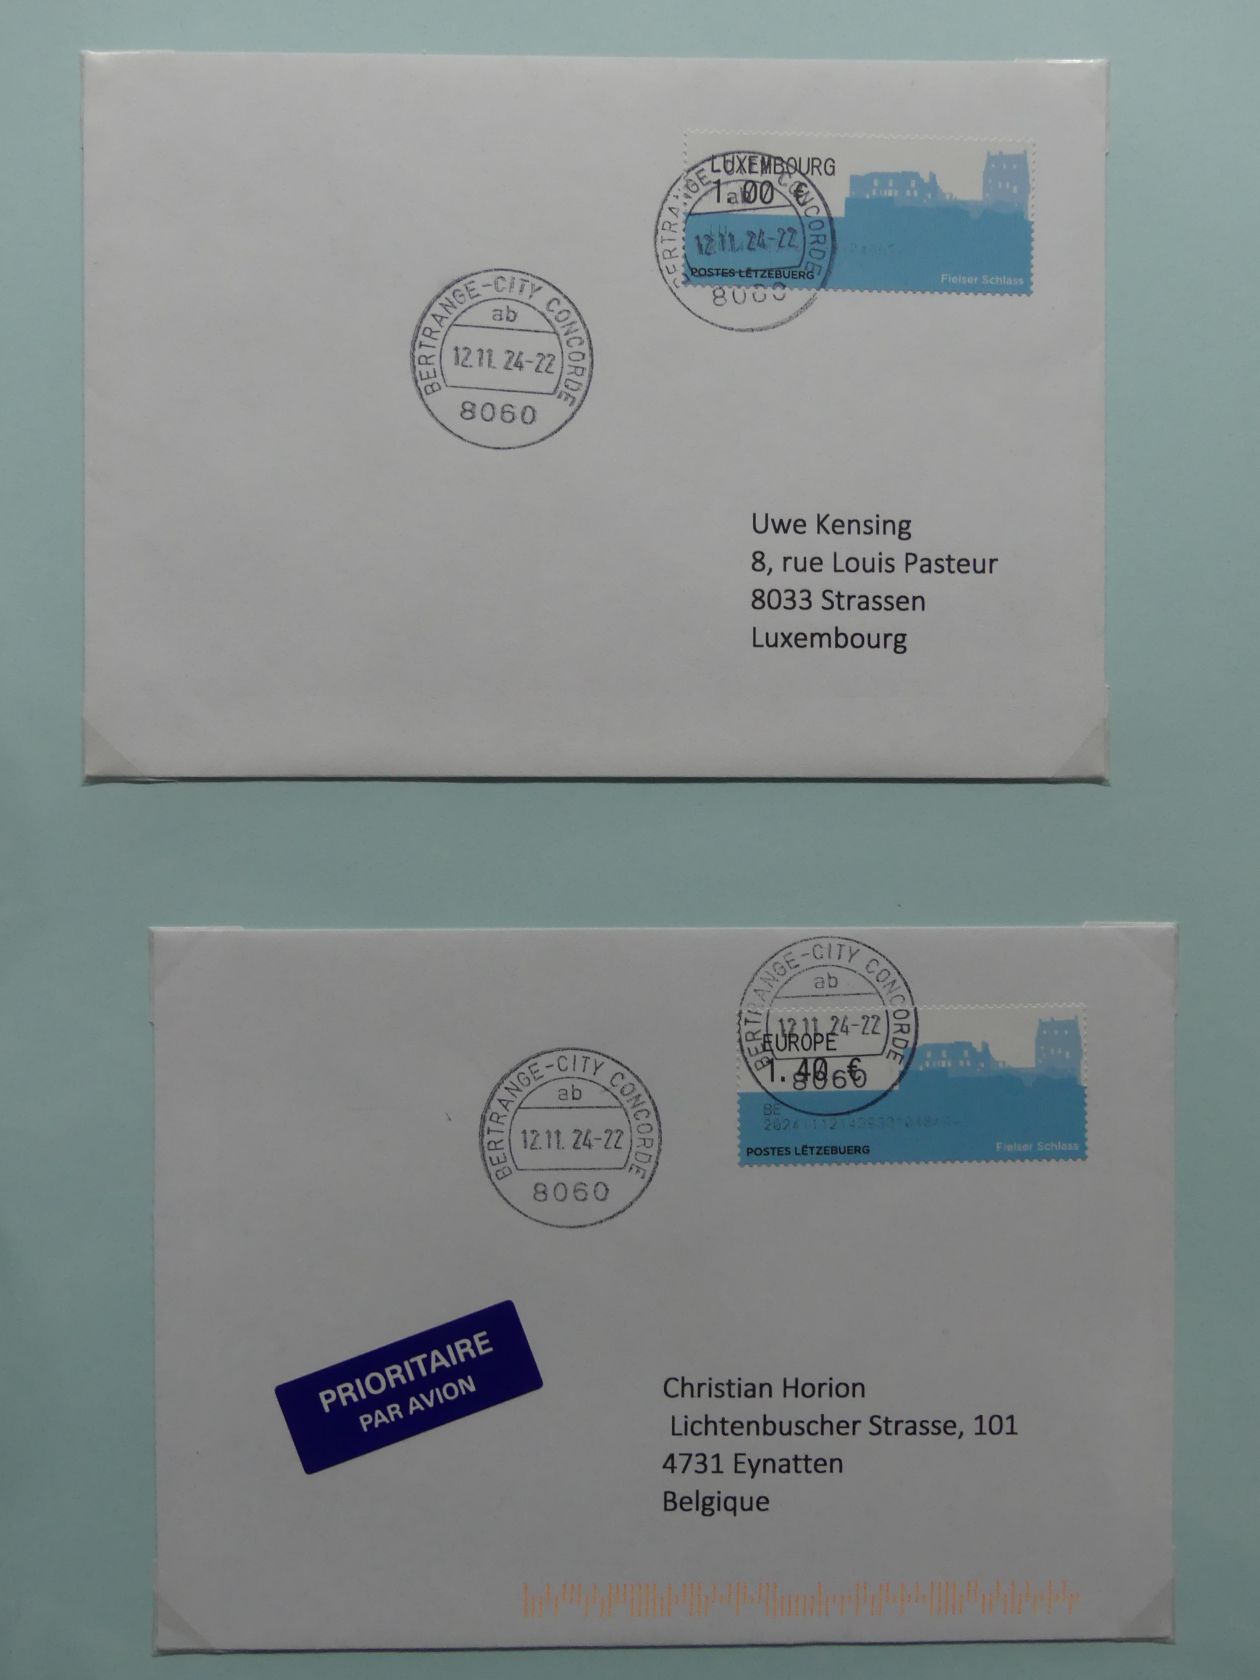 LUXEMBOURG
1.00 €
POSTES LËTZEBUERG
Fielser Schlass
BERTRANGE-CITY CONCORDE
ab
12.11.24-22
8060
BERTRANGE-CITY CONCORDE
ab
12.11.24-22
8060
Uwe Kensing
8, rue Louis Pasteur
8033 Strassen
Luxembourg
BERTRANGE-CITY CONCORDE
ab
12.11.24-22
8060
EUROPE
1.40 €
BE
POSTES LËTZEBUERG
Fielser Schlass
BERTRANGE-CITY CONCORDE
ab
12.11.24-22
8060
PRIORITAIRE
PAR AVION
Christian Horion
Lichtenbuscher Strasse, 101
4731 Eynatten
Belgique